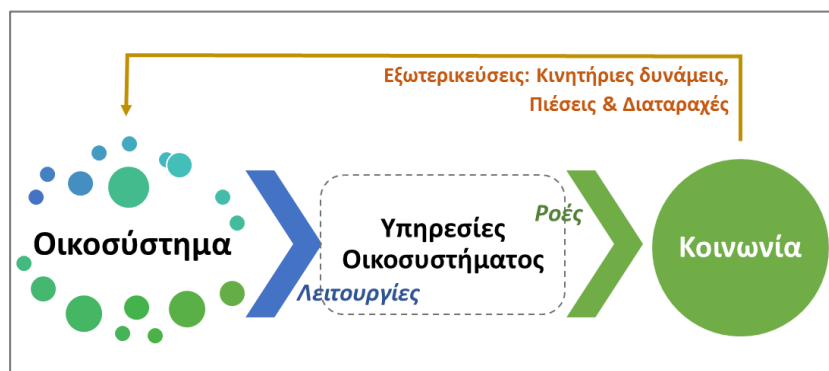 Εξωτερικεύσεις: Κινητήριες δυνάμεις,
Πιέσεις & Διαταραχές
Οικοσύστημα
Λειτουργίες
Υπηρεσίες
Οικοσυστήματος
Ροές
Κοινωνία